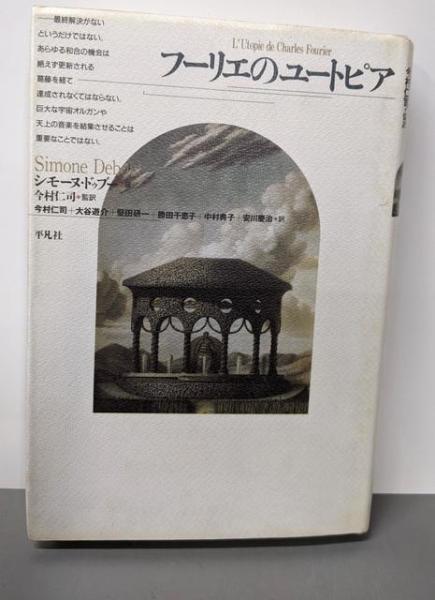 L'Utopie de Charles Fourier
フーリエのユートピア
——最終解決がない
というだけではない。
あらゆる和合の機会は
絶えず更新される
葛藤を経て
達成されなくてはならない。
巨大な宇宙オルガンや
天上の音楽を結集させることは
重要なことではない。
Simone
シモーヌ・ドゥブー
今村仁司◆監訳
今村仁司+大谷遊介+堅田研一+勝田千恵子+中村典子+安川慶治◆訳
平凡社